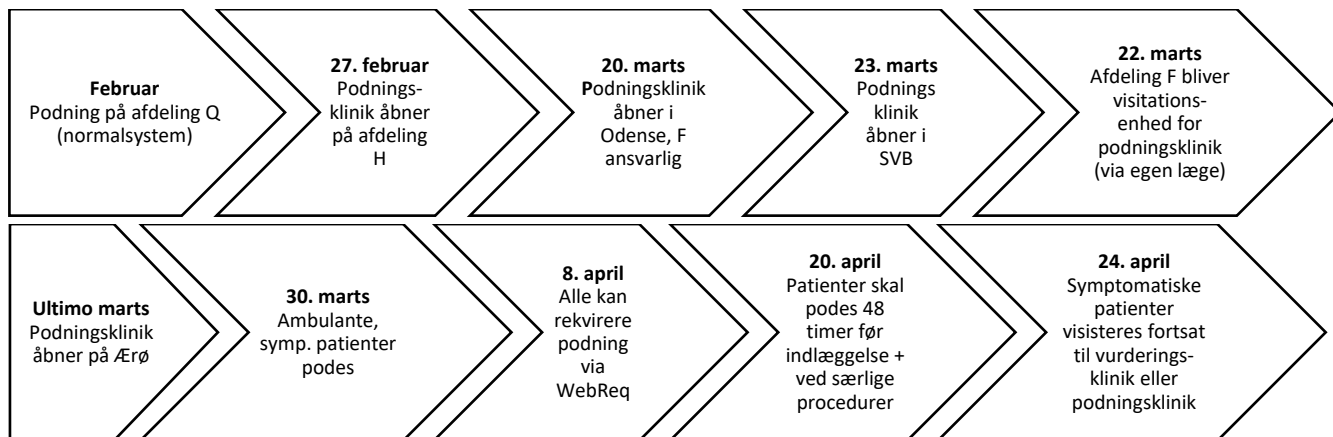 Februar
Podning på afdeling Q
(normalsystem)
27. februar
Podnings-
klinik åbner
på afdeling
H
20. marts
Podningsklinik
åbner i
Odense, F
ansvarlig
23. marts
Podnings
klinik
åbner i
SVB
22. marts
Afdeling F bliver
visitations-
enhed for
podningsklinik
(via egen læge)
Ultimo marts
Podningsklinik
åbner på Ærø
30. marts
Ambulante,
symp. patienter
podes
8. april
Alle kan
rekvirere
podning
via
WebReq
20. april
Patienter skal
podes 48
timer før
indlæggelse +
ved særlige
procedurer
24. april
Symptomatiske
patienter
visisteres fortsat
til vurderings-
klinik eller
podningsklinik